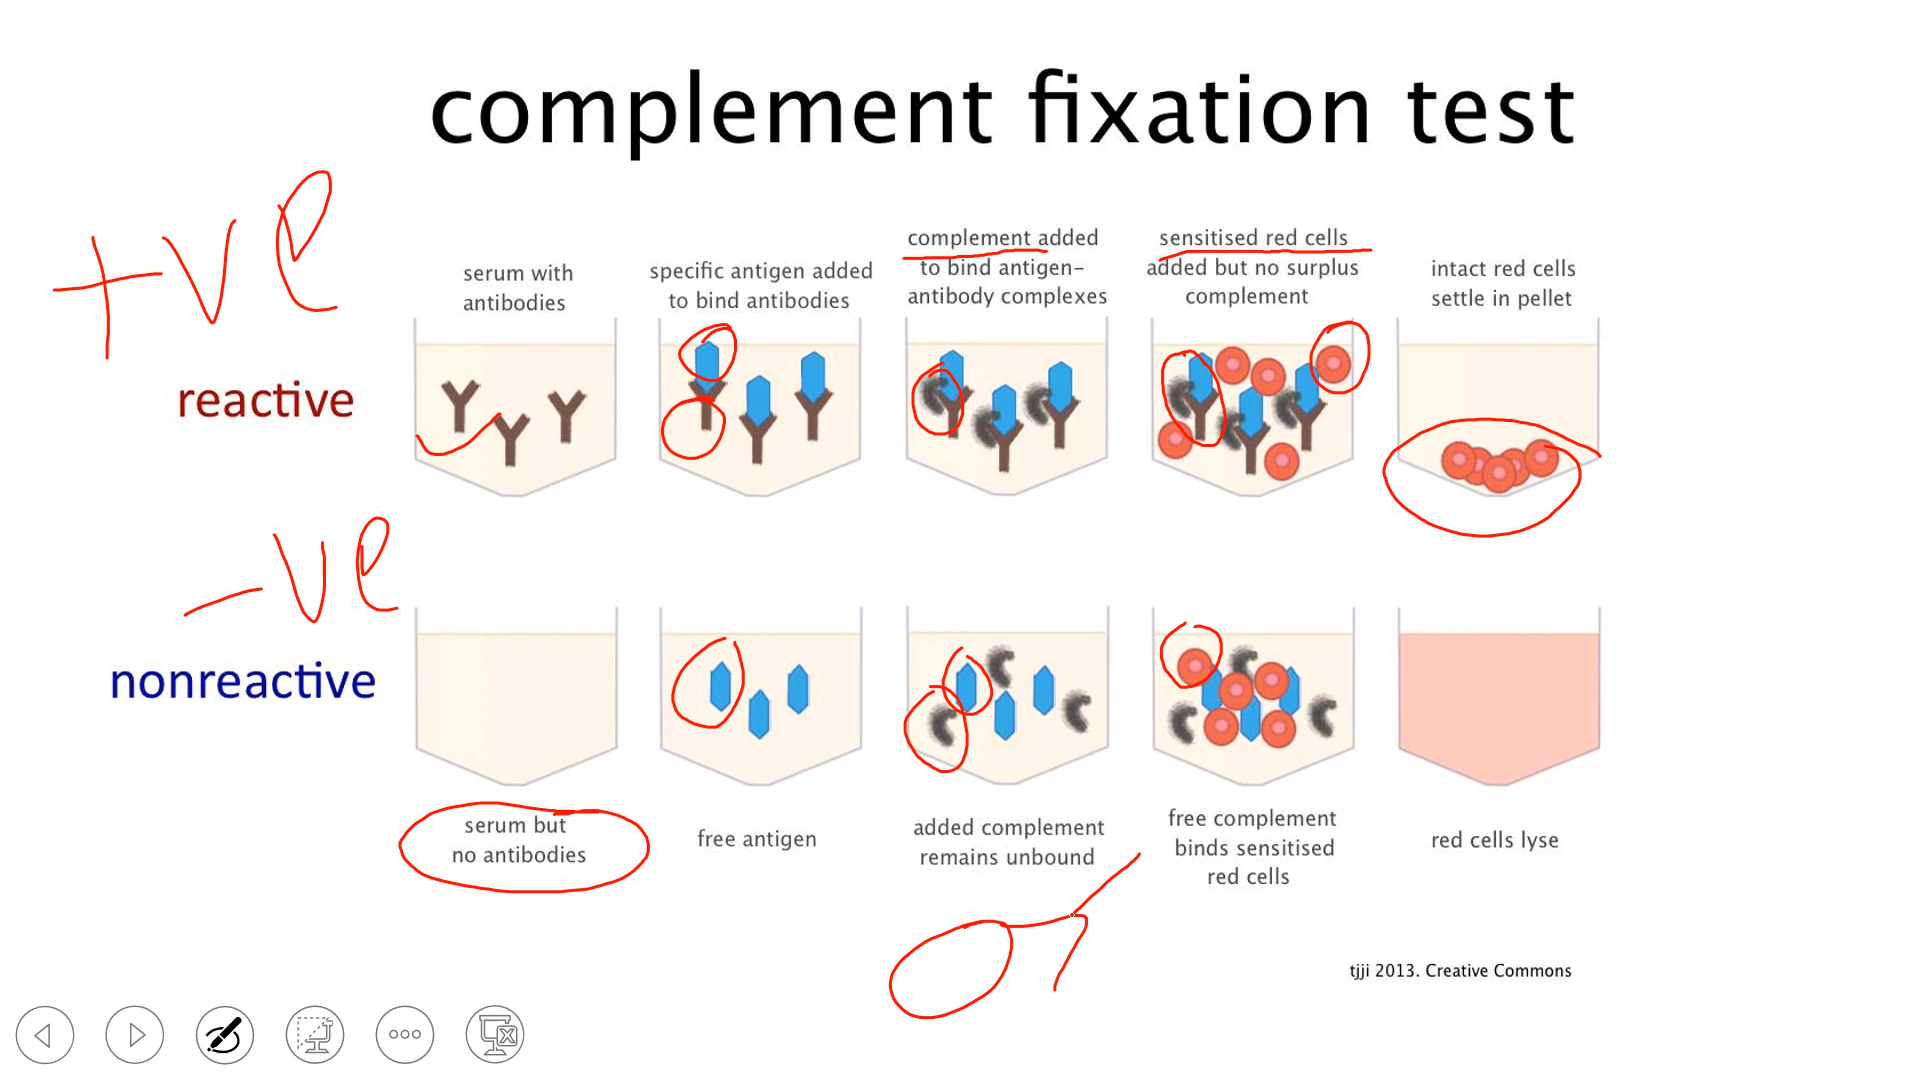 complement fixation test
+ve
reactive
serum with
antibodies
specific antigen added
to bind antibodies
complement added
to bind antigen-
antibody complexes
sensitised red cells
added but no surplus
complement
intact red cells
settle in pellet
-ve
nonreactive
serum but
no antibodies
free antigen
added complement
remains unbound
free complement
binds sensitised
red cells
red cells lyse
tjji 2013. Creative Commons